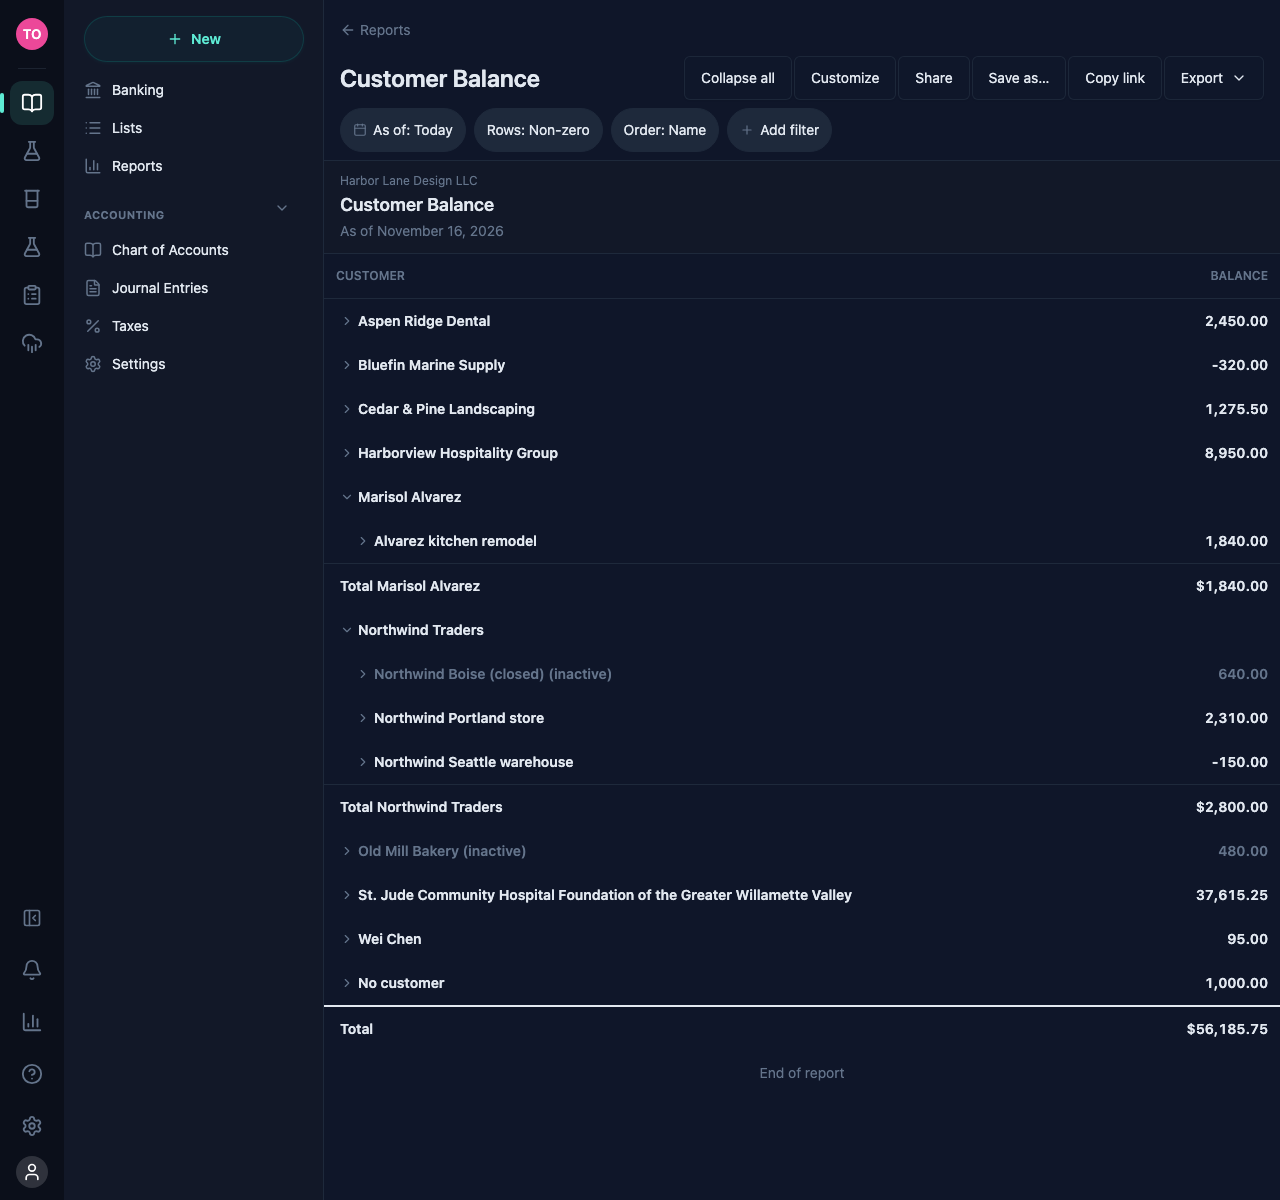 TO
New
Banking
Lists
Reports
ACCOUNTING
Chart of Accounts
Journal Entries
Taxes
Settings
Reports
Customer Balance
Collapse all
Customize
Share
Save as...
Copy link
Export
As of: Today
Rows: Non-zero
Order: Name
Add filter
Harbor Lane Design LLC
Customer Balance
As of November 16, 2026
CUSTOMER BALANCE
Aspen Ridge Dental 2,450.00
Bluefin Marine Supply -320.00
Cedar & Pine Landscaping 1,275.50
Harborview Hospitality Group 8,950.00
Marisol Alvarez
Alvarez kitchen remodel 1,840.00
Total Marisol Alvarez $1,840.00
Northwind Traders
Northwind Boise (closed) (inactive) 640.00
Northwind Portland store 2,310.00
Northwind Seattle warehouse -150.00
Total Northwind Traders $2,800.00
Old Mill Bakery (inactive) 480.00
St. Jude Community Hospital Foundation of the Greater Willamette Valley 37,615.25
Wei Chen 95.00
No customer 1,000.00
Total $56,185.75
End of report